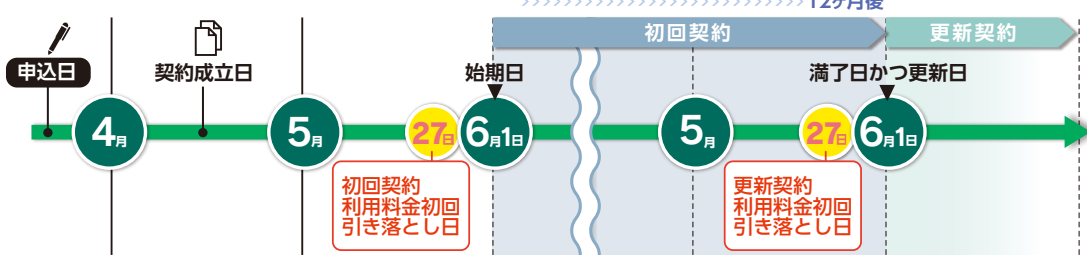 12ヶ月後
初回契約
更新契約
申込日
契約成立日
始期日
満了日かつ更新日
4月
5月
27日
6月1日
5月
27日
6月1日
初回契約
利用料金初回
引き落とし日
更新契約
利用料金初回
引き落とし日